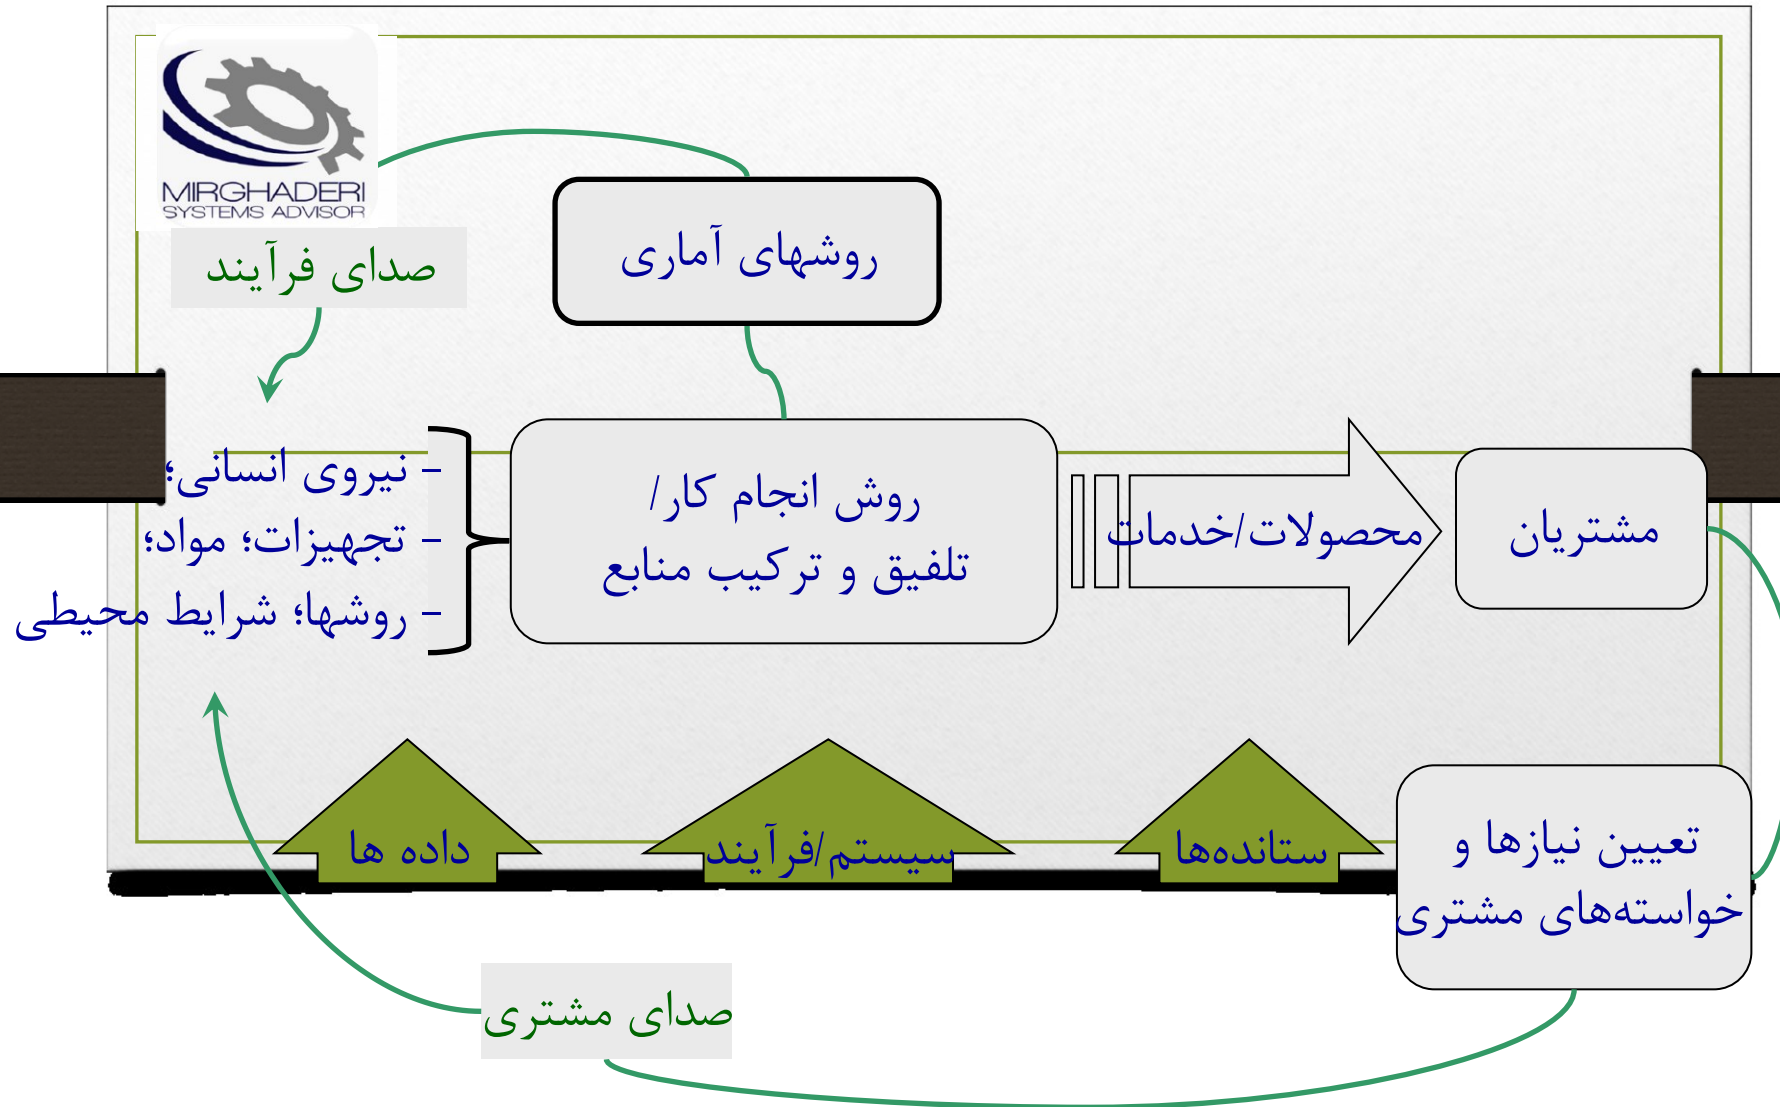 MIRGHADERI
SYSTEMS ADVISOR
صدای فرآیند
روشهای آماری
– نیروی انسانی؛
– تجهیزات؛ مواد؛
– روشها؛ شرایط محیطی
روش انجام کار/
تلفیق و ترکیب منابع
محصولات/خدمات
مشتریان
داده ها
سیستم/فرآیند
ستانده‌ها
تعیین نیازها و
خواسته‌های مشتری
صدای مشتری